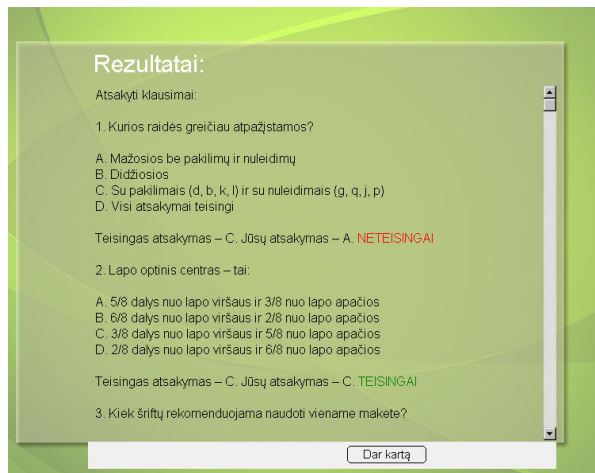 Rezultatai:
Atsakyti klausimai:
1. Kurios raidės greičiau atpažįstamos?
A. Mažosios be pakilimų ir nuleidimų
B. Didžiosios
C. Su pakilimais (d, b, k, l) ir su nuleidimais (g, q, j, p)
D. Visi atsakymai teisingi
Teisingas atsakymas – C. Jūsų atsakymas – A. NETEISINGAI
2. Lapo optinis centras – tai:
A. 5/8 dalys nuo lapo viršaus ir 3/8 nuo lapo apačios
B. 6/8 dalys nuo lapo viršaus ir 2/8 nuo lapo apačios
C. 3/8 dalys nuo lapo viršaus ir 5/8 nuo lapo apačios
D. 2/8 dalys nuo lapo viršaus ir 6/8 nuo lapo apačios
Teisingas atsakymas – C. Jūsų atsakymas – C. TEISINGAI
3. Kiek šriftų rekomenduojama naudoti viename makete?
Dar kartą